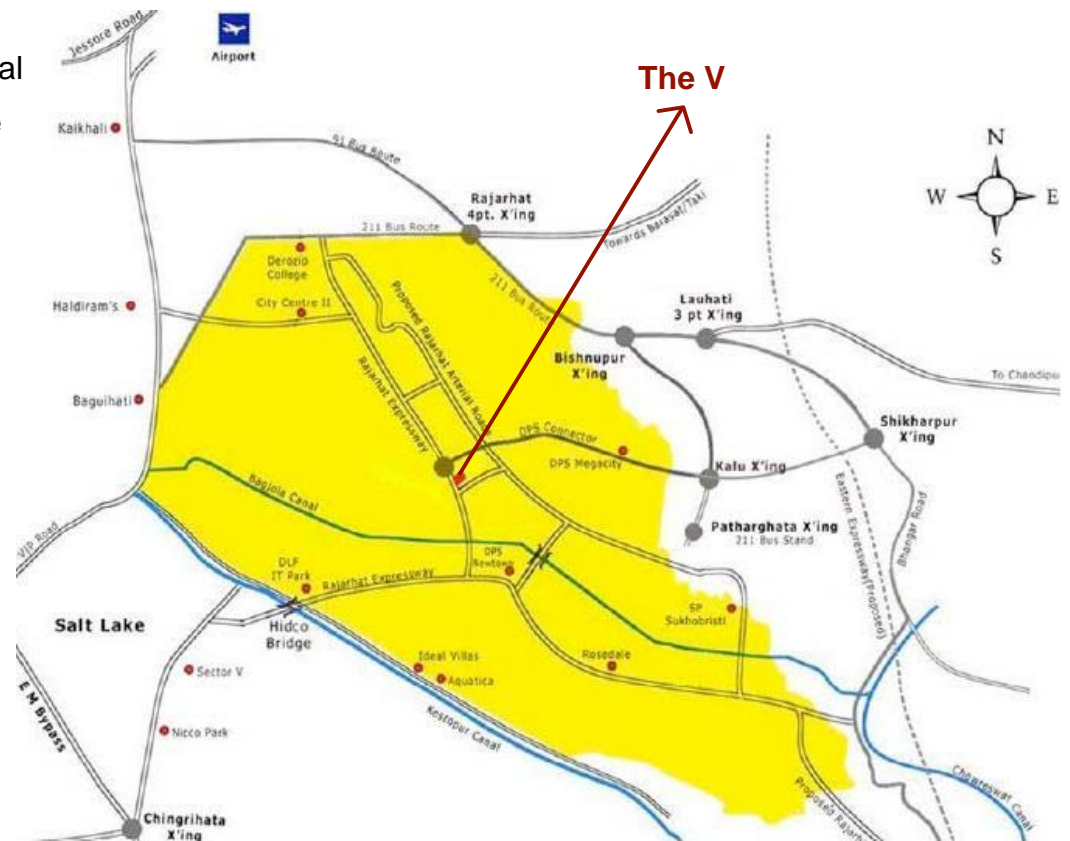 Jessore Road
Airport
al
The V
Kaikhali
91 Bus Route
N
W
E
S
Rajarhat
4pt. X'ing
211 Bus Route
Towards Barasat/Taki
Derozio
College
City Centre II
Haldiram's
211 Bus Route
Proposed Rajarhat Arterial Road
Lauhati
3 pt X'ing
Bishnupur
X'ing
Rajarhat Expressway
To Chandipu
Baguihati
Shikharpur
X'ing
DPS Connector
DPS Megacity
Kalu X'ing
Bagjola Canal
Patharghata X'ing
211 Bus Stand
Eastern Expressway(Proposed)
Bhangar Road
VIP Road
DLF
IT Park
Rajarhat Expressway
DPS
Newtown
SP
Sukhobristi
Salt Lake
Hidco
Bridge
Sector V
Ideal Villas
Aquatica
Rosedale
E M Bypass
Nicco Park
Kestopur Canal
Proposed Rajarh
Chowreswar Canal
Chingrihata
X'ing